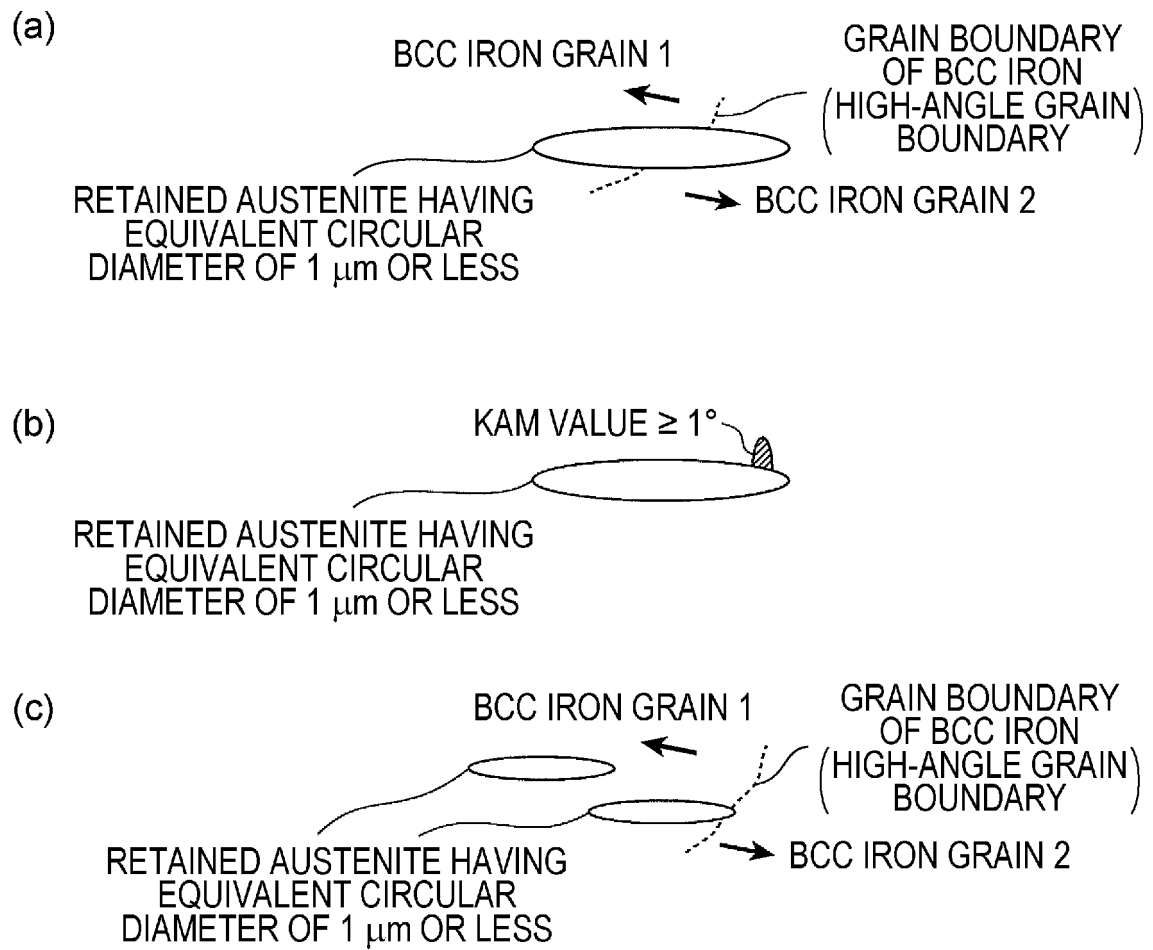 (a)
BCC IRON GRAIN 1
GRAIN BOUNDARY
OF BCC IRON
(HIGH-ANGLE GRAIN)
BOUNDARY
RETAINED AUSTENITE HAVING
EQUIVALENT CIRCULAR
DIAMETER OF 1 μm OR LESS
BCC IRON GRAIN 2
(b)
KAM VALUE ≥ 1°
RETAINED AUSTENITE HAVING
EQUIVALENT CIRCULAR
DIAMETER OF 1 μm OR LESS
(c)
BCC IRON GRAIN 1
GRAIN BOUNDARY
OF BCC IRON
(HIGH-ANGLE GRAIN)
BOUNDARY
BCC IRON GRAIN 2
RETAINED AUSTENITE HAVING
EQUIVALENT CIRCULAR
DIAMETER OF 1 μm OR LESS